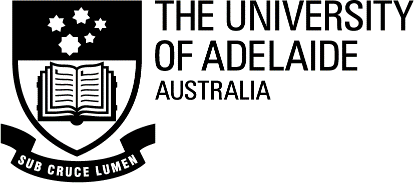 THE UNIVERSITY
OF ADELAIDE
AUSTRALIA
SUB CRUCE LUMEN